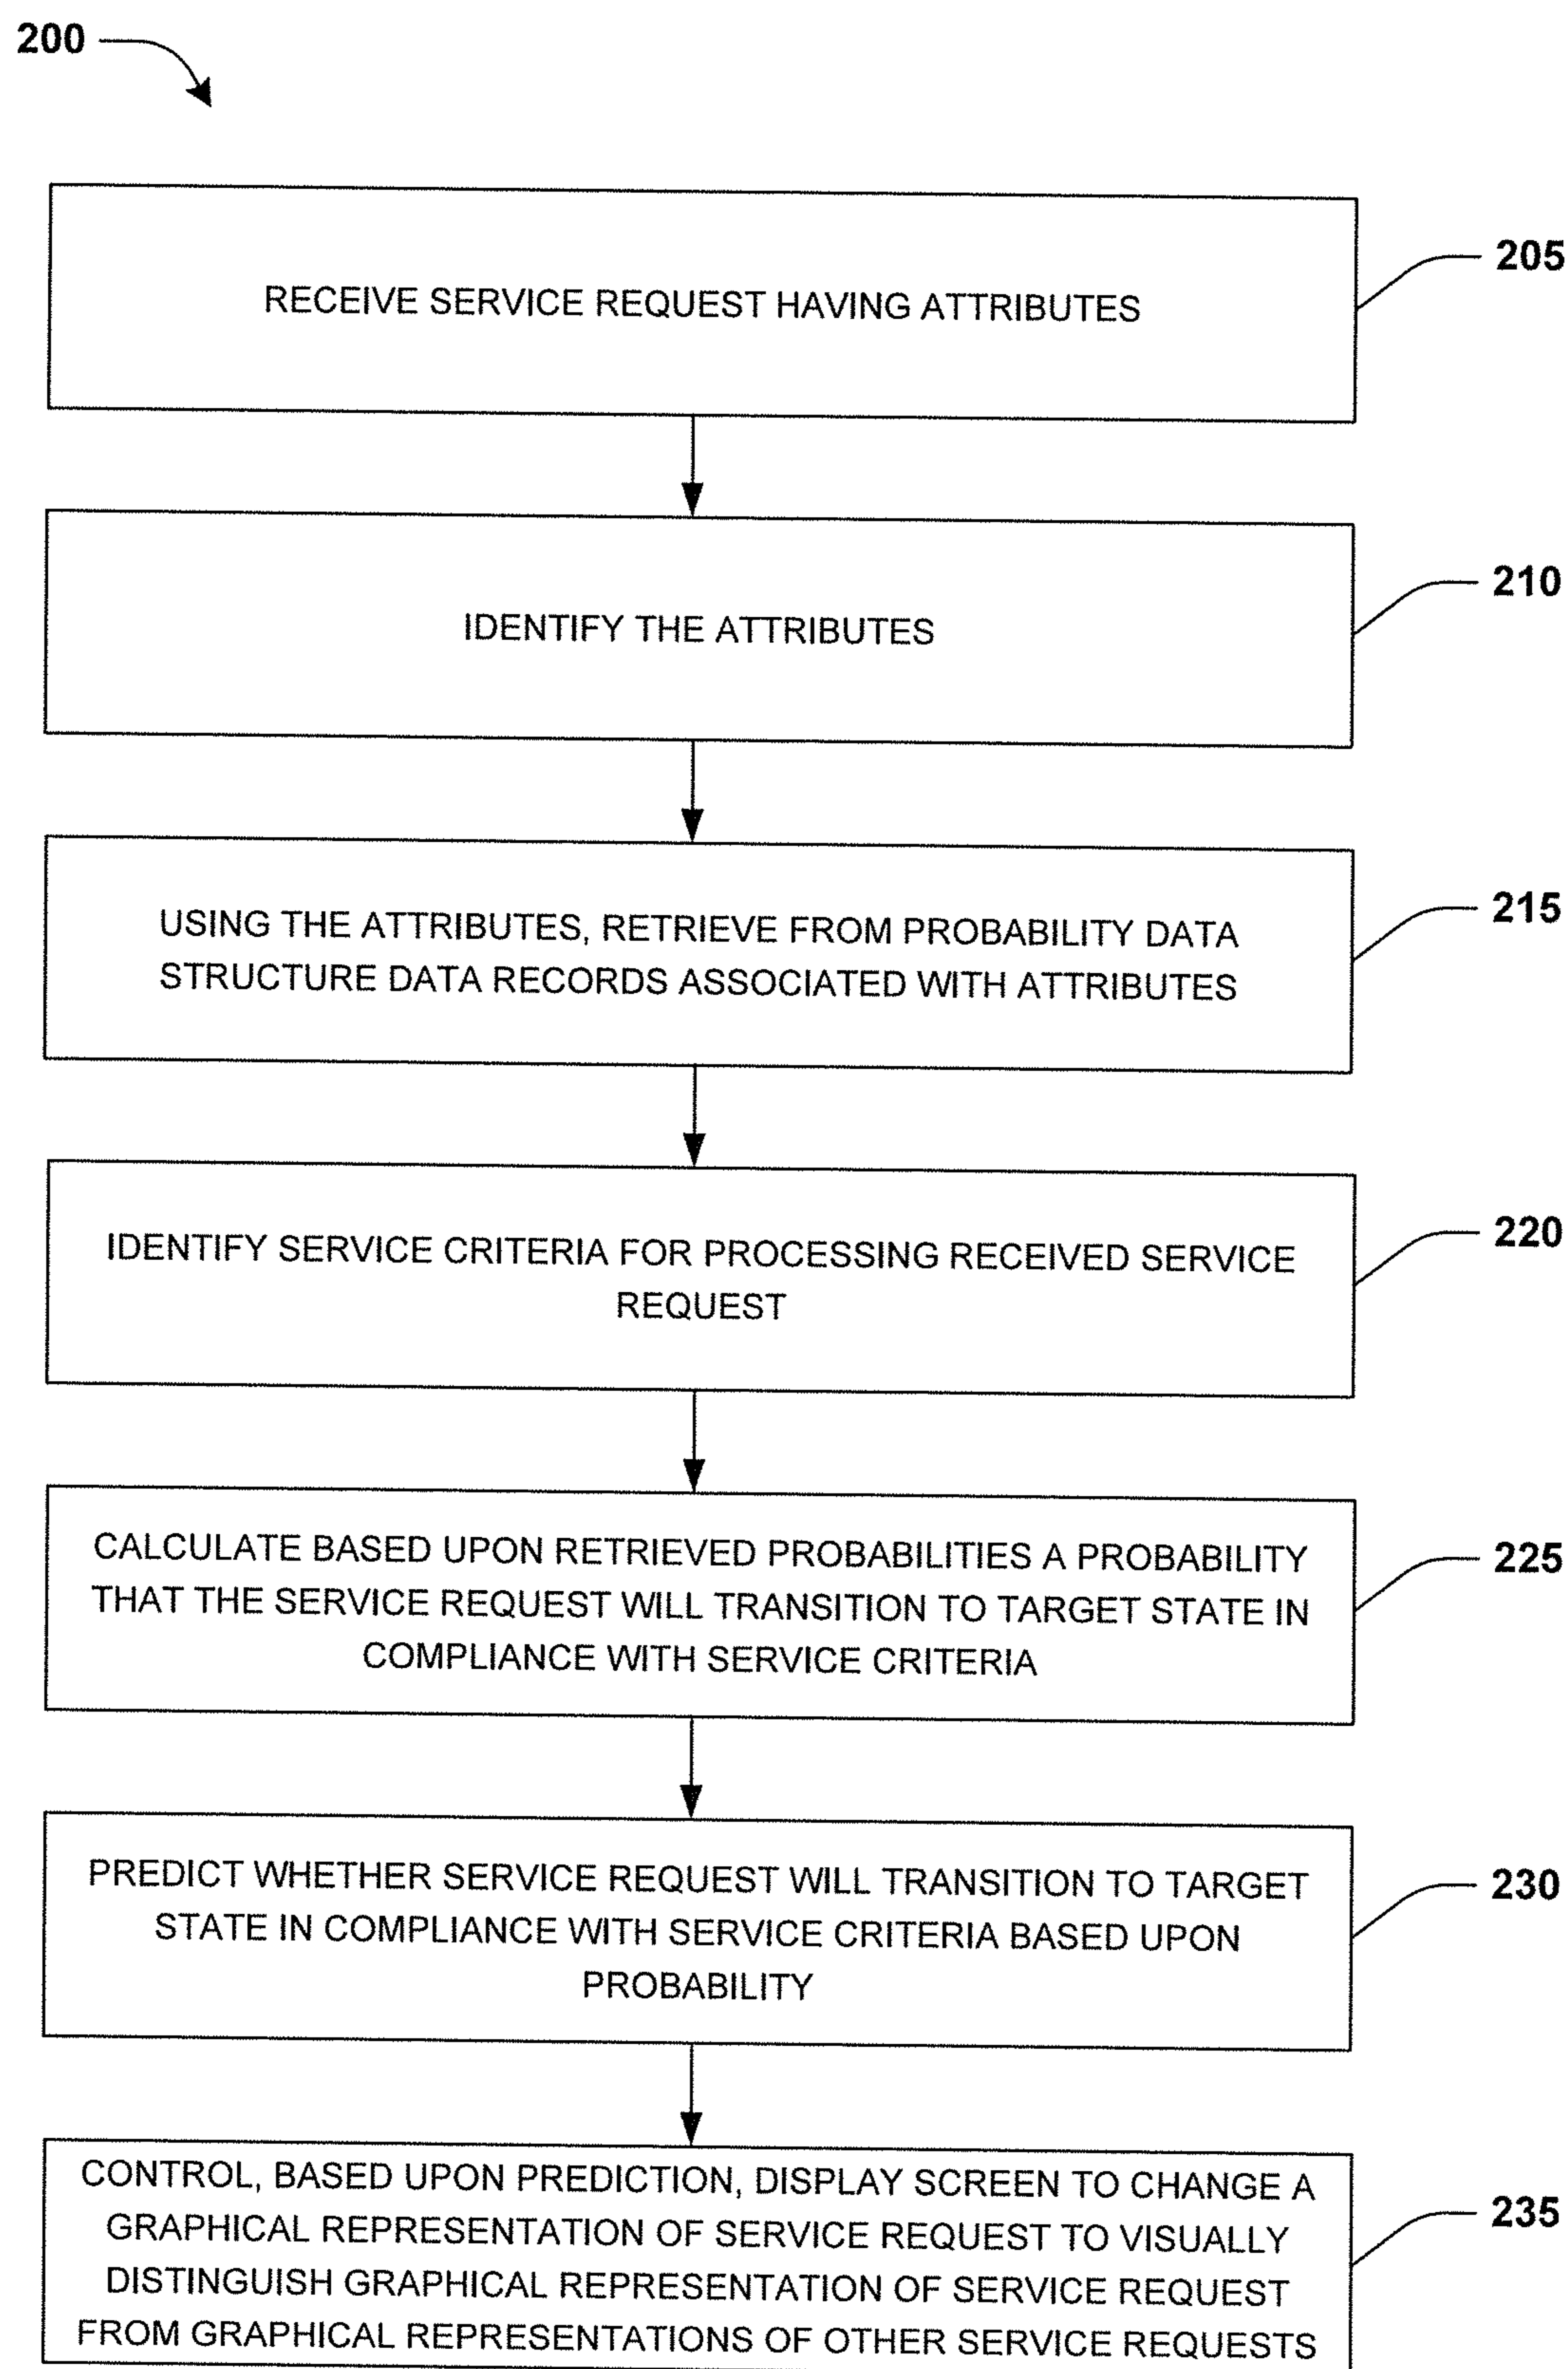 200
RECEIVE SERVICE REQUEST HAVING ATTRIBUTES
205
IDENTIFY THE ATTRIBUTES
210
USING THE ATTRIBUTES, RETRIEVE FROM PROBABILITY DATA
STRUCTURE DATA RECORDS ASSOCIATED WITH ATTRIBUTES
215
IDENTIFY SERVICE CRITERIA FOR PROCESSING RECEIVED SERVICE
REQUEST
220
CALCULATE BASED UPON RETRIEVED PROBABILITIES A PROBABILITY
THAT THE SERVICE REQUEST WILL TRANSITION TO TARGET STATE IN
COMPLIANCE WITH SERVICE CRITERIA
225
PREDICT WHETHER SERVICE REQUEST WILL TRANSITION TO TARGET
STATE IN COMPLIANCE WITH SERVICE CRITERIA BASED UPON
PROBABILITY
230
CONTROL, BASED UPON PREDICTION, DISPLAY SCREEN TO CHANGE A
GRAPHICAL REPRESENTATION OF SERVICE REQUEST TO VISUALLY
DISTINGUISH GRAPHICAL REPRESENTATION OF SERVICE REQUEST
FROM GRAPHICAL REPRESENTATIONS OF OTHER SERVICE REQUESTS
235